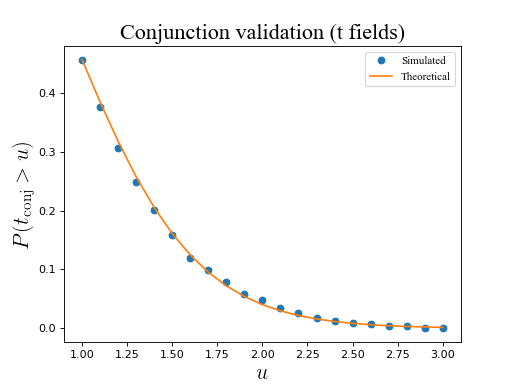 Conjunction validation (t fields)
Simulated
Theoretical
P(t_conj > u)
0.4
0.3
0.2
0.1
0.0
1.00 1.25 1.50 1.75 2.00 2.25 2.50 2.75 3.00
u